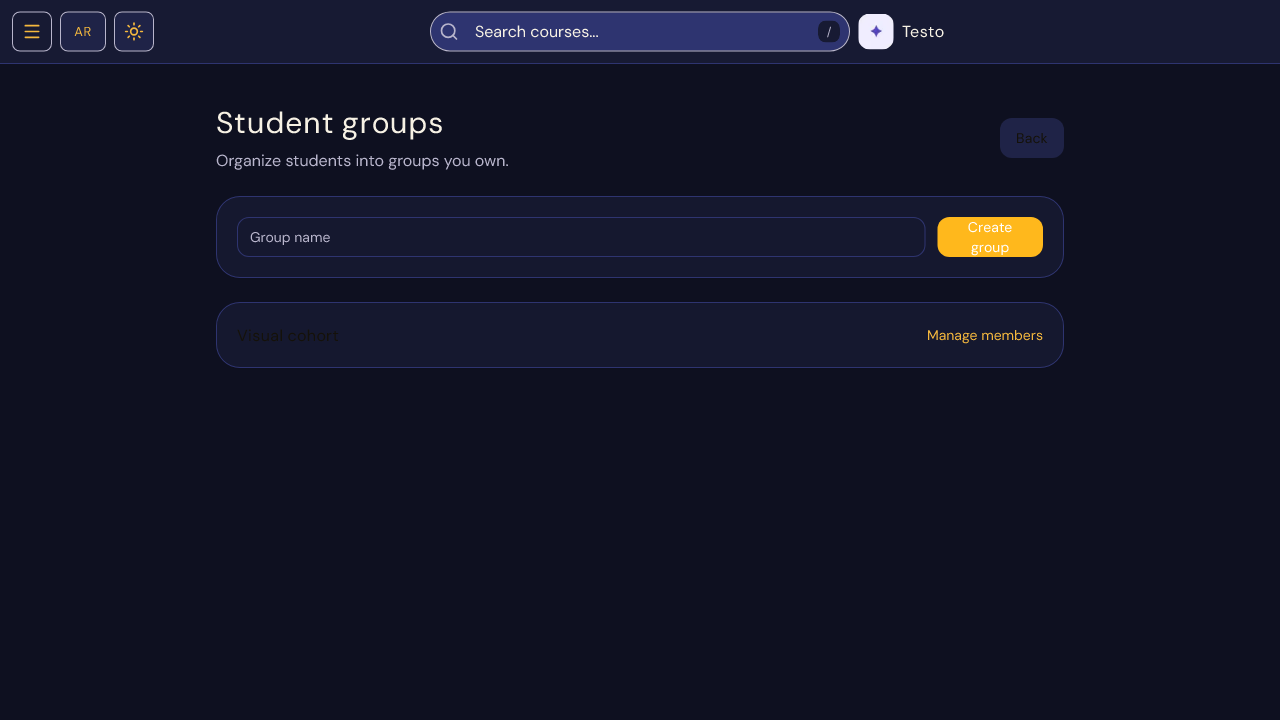 AR
Search courses...
/
Testo
Student groups
Organize students into groups you own.
Back
Group name
Create
group
Visual cohort
Manage members